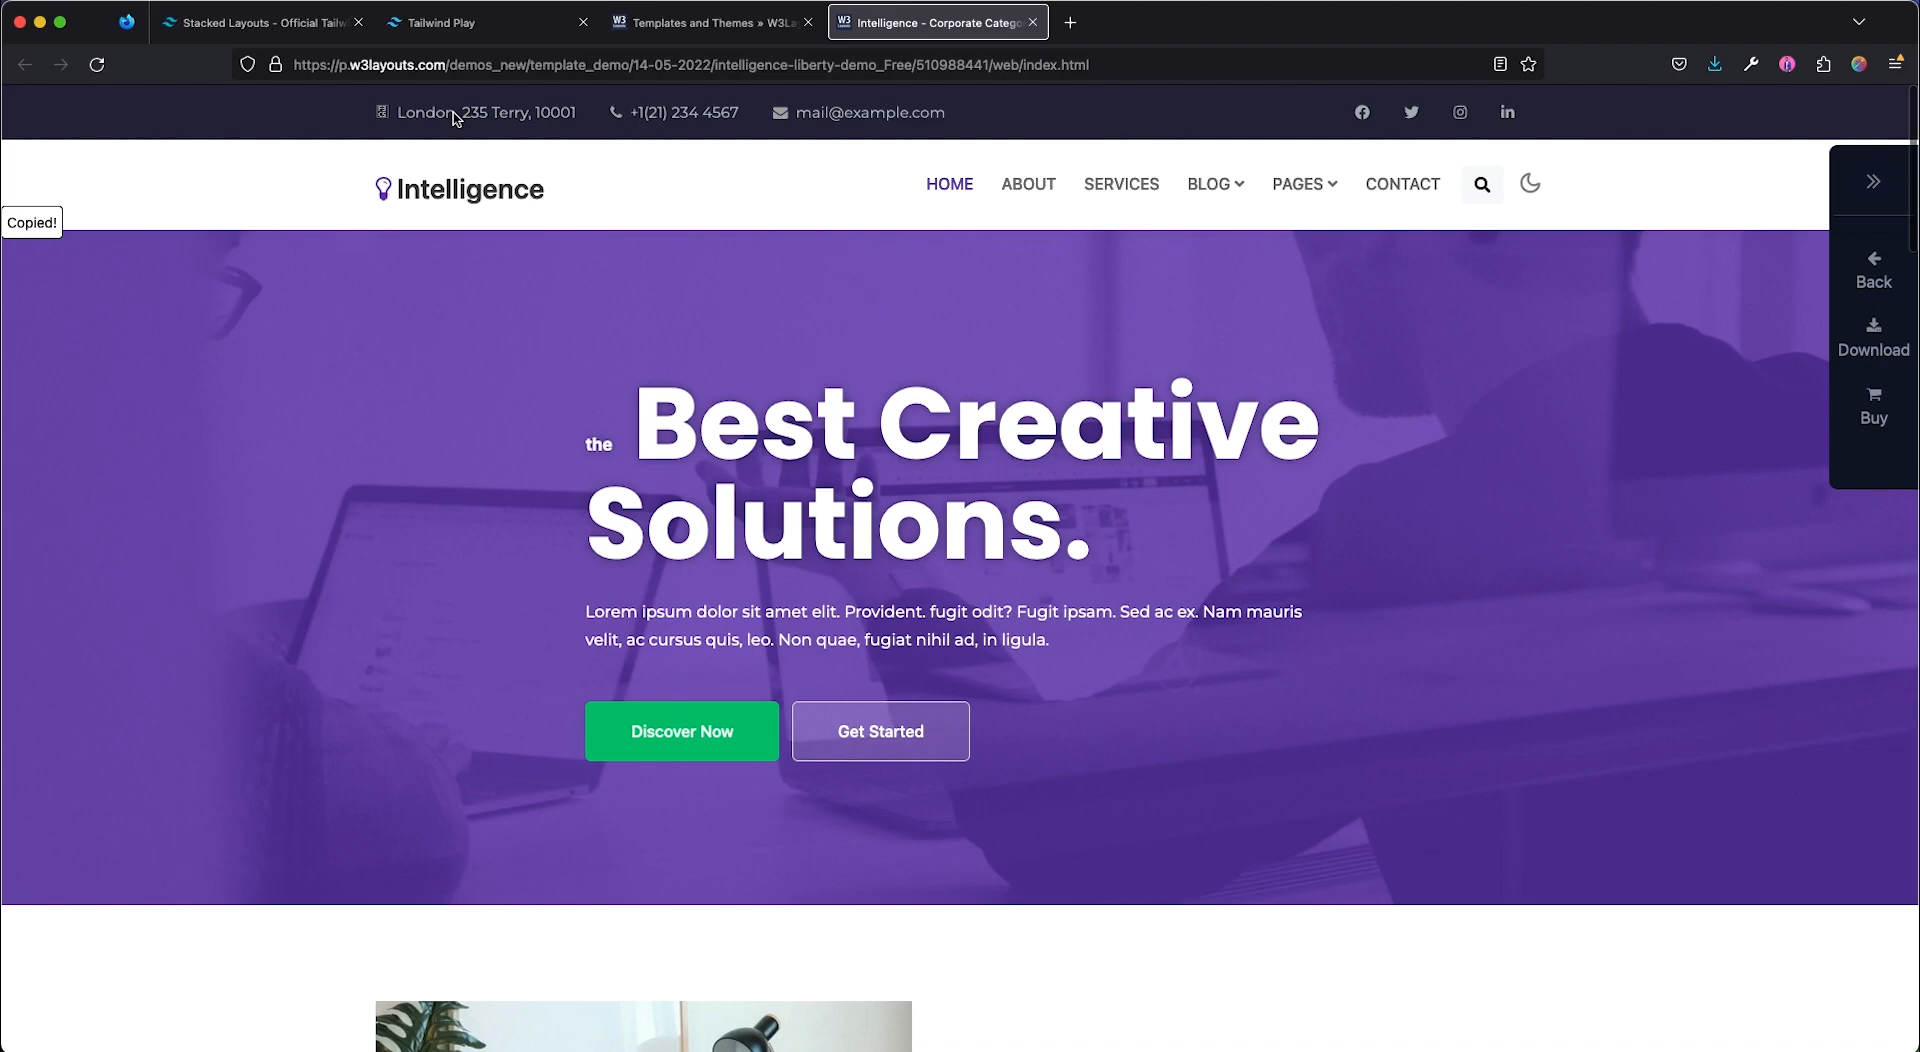 Stacked Layouts - Official Tailw
Tailwind Play
W3 Templates and Themes » W3La
W3 Intelligence - Corporate Catego
https://p.w3layouts.com/demos_new/template_demo/14-05-2022/intelligence-liberty-demo_Free/510988441/web/index.html
London, 235 Terry, 10001 +1(21) 234 4567 mail@example.com
Intelligence
HOME ABOUT SERVICES BLOG PAGES CONTACT
Copied!
Back
Download
Buy
the Best Creative
Solutions.
Lorem ipsum dolor sit amet elit. Provident. fugit odit? Fugit ipsam. Sed ac ex. Nam mauris
velit, ac cursus quis, leo. Non quae, fugiat nihil ad, in ligula.
Discover Now Get Started